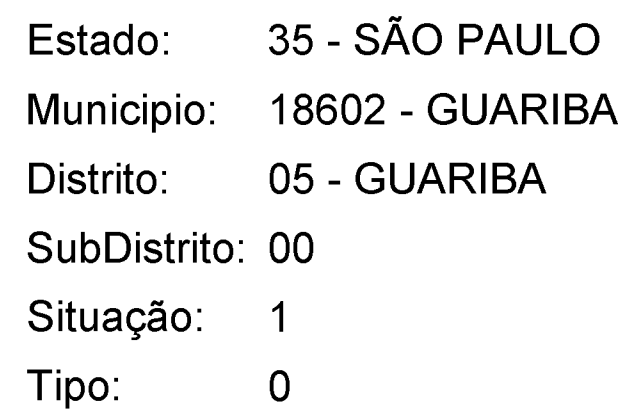 Estado: 35 - SÃO PAULO
Municipio: 18602 - GUARIBA
Distrito: 05 - GUARIBA
SubDistrito: 00
Situação: 1
Tipo: 0